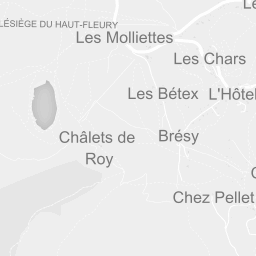 LÉSIÈGE DU HAUT-FLEURY
Les Molliettes
Les Chars
Les Bétex
L'Hôtel
Châlets de
Roy
Brésy
Chez Pellet